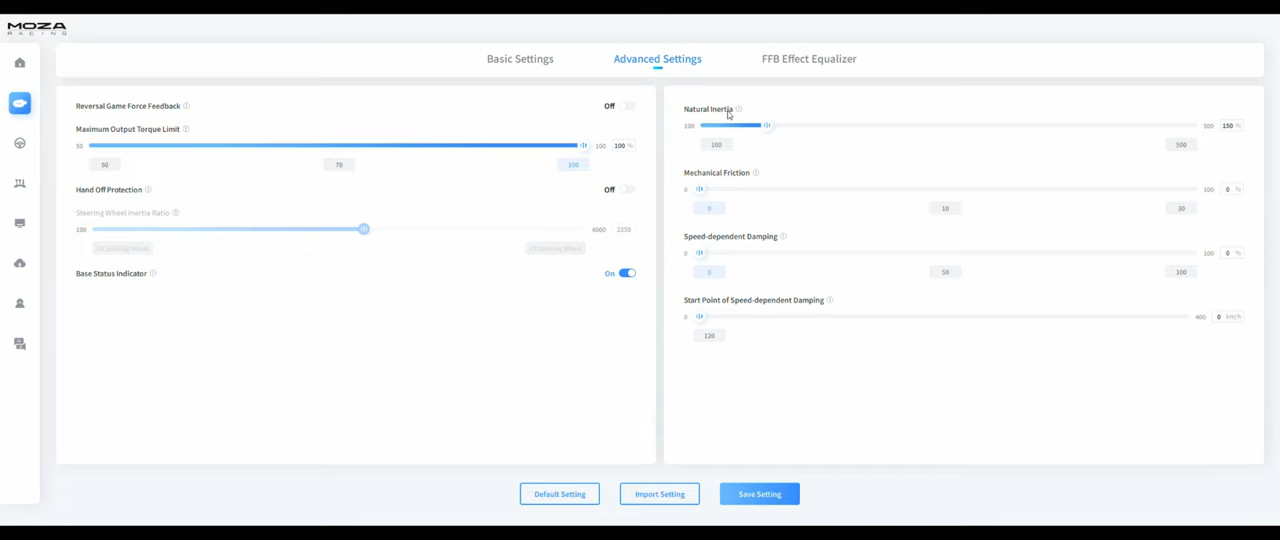 MOZA
RACING
Basic Settings
Advanced Settings
FFB Effect Equalizer
Reversal Game Force Feedback
Off
Maximum Output Torque Limit
50
100
100 %
50
70
100
Hand Off Protection
Off
Steering Wheel Inertia Ratio
100
4000
2250
Steering Wheel
Steering Wheel
Base Status Indicator
On
Natural Inertia
100
500
150 %
100
500
Mechanical Friction
0
100
0 %
0
10
30
Speed-dependent Damping
0
100
0 %
0
50
100
Start Point of Speed-dependent Damping
0
400
0 km/h
120
Default Setting
Import Setting
Save Setting